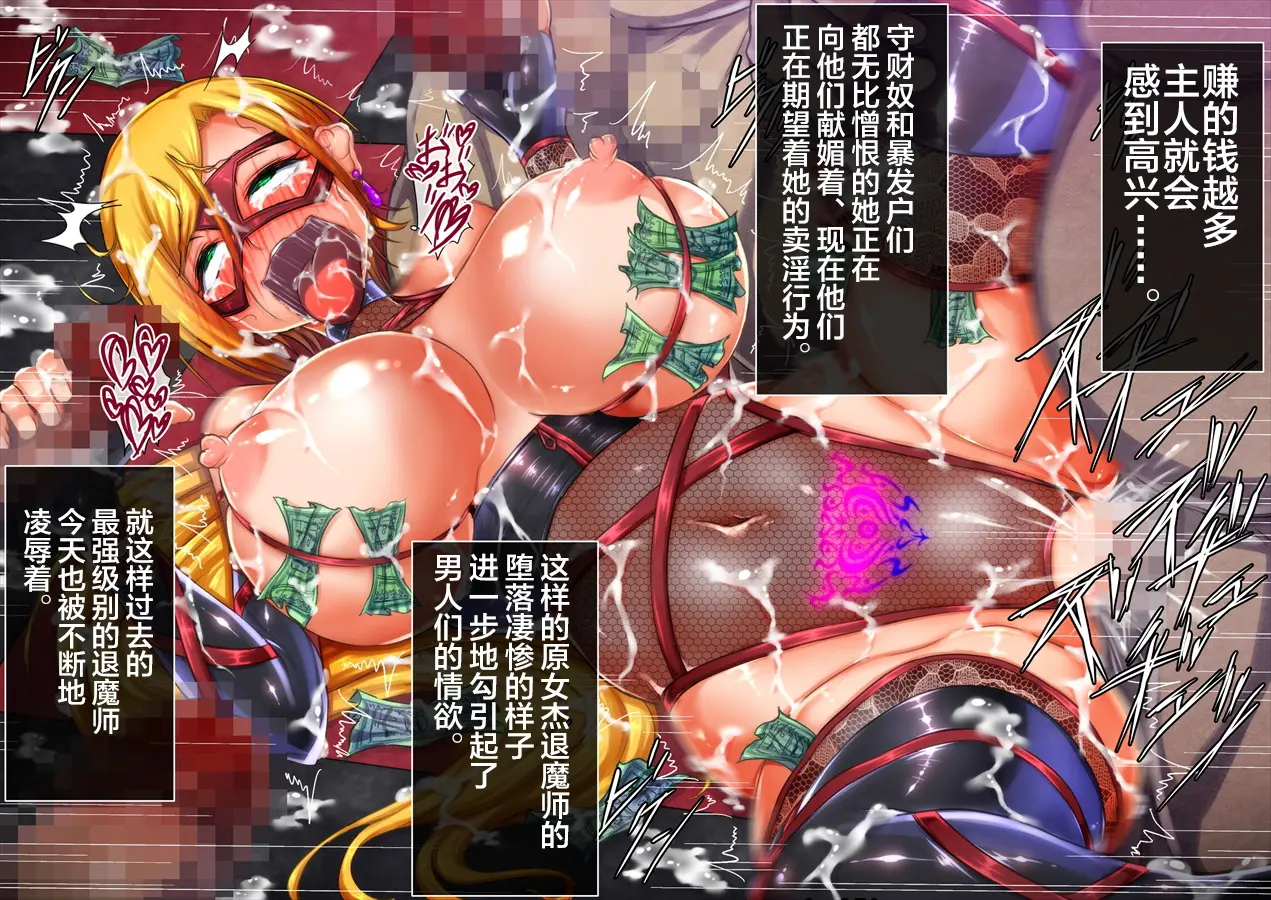 赚的钱越多
主人就会
感到高兴……。
守财奴和暴发户们
都无比憎恨的她正在
向他们献媚着、现在他们
正在期望着她的卖淫行为。
这样的原女杰退魔师的
堕落凄惨的样子
进一步地勾引起了
男人们的情欲。
就这样过去的
最强级别的退魔师
今天也被不断地
凌辱着。